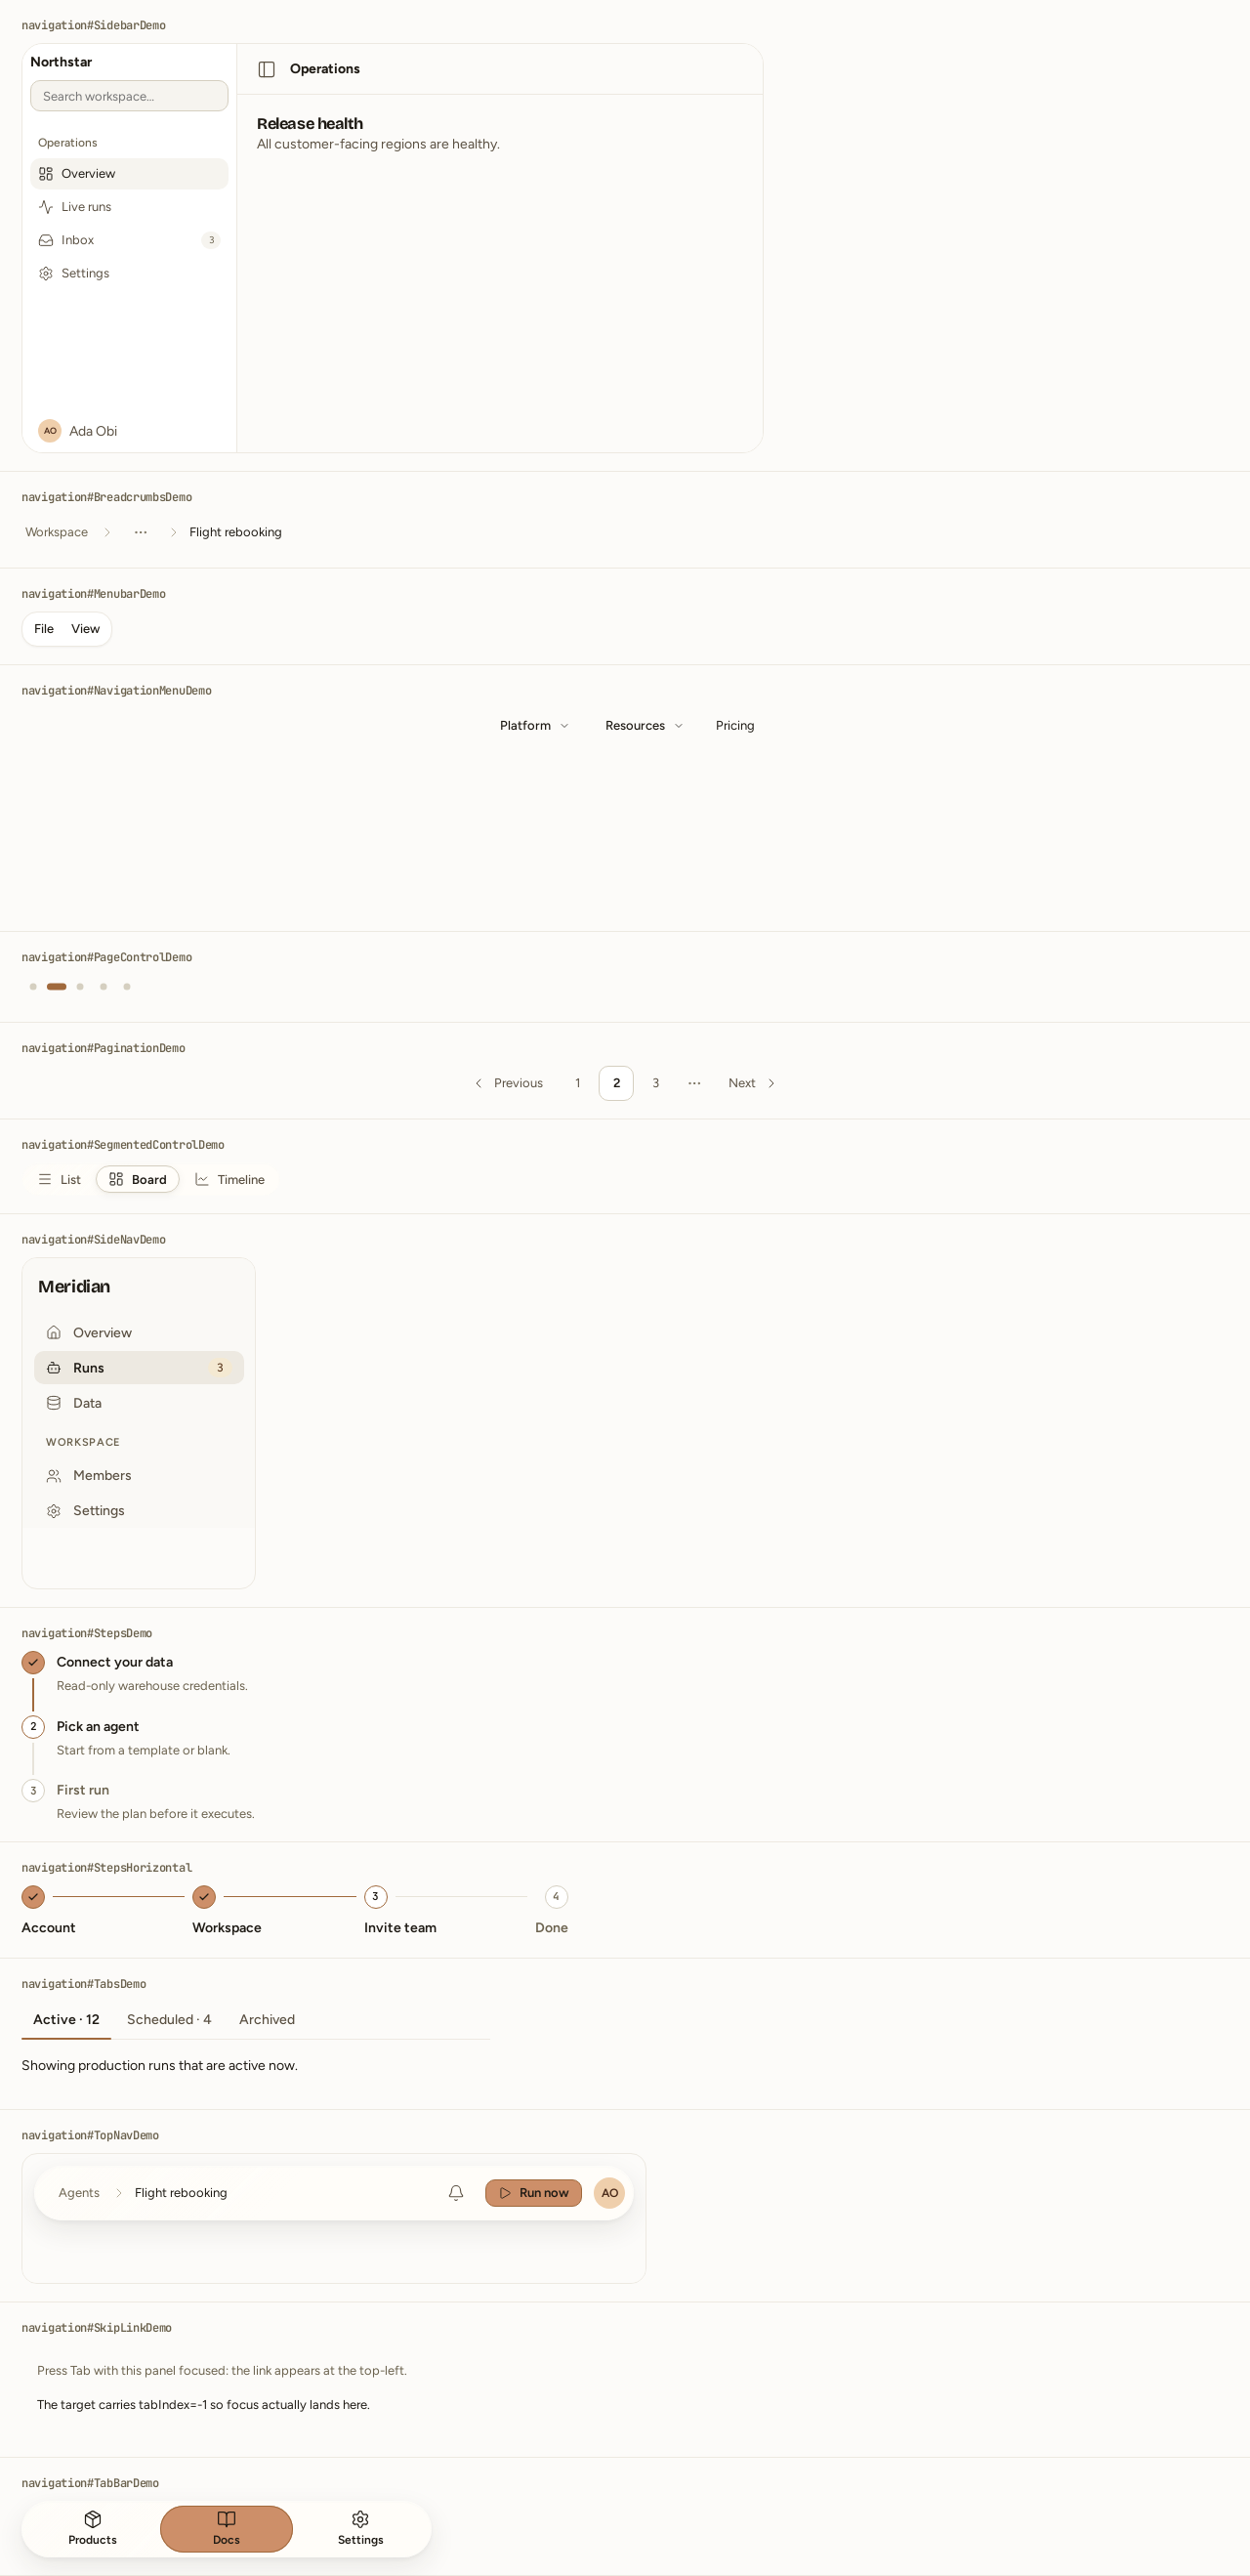 navigation#SidebarDemo
Northstar
Operations
Search workspace...
Release health
All customer-facing regions are healthy.
Operations
Overview
Live runs
Inbox 3
Settings
AO Ada Obi
navigation#BreadcrumbsDemo
Workspace ··· Flight rebooking
navigation#MenubarDemo
File View
navigation#NavigationMenuDemo
Platform Resources Pricing
navigation#PageControlDemo
navigation#PaginationDemo
Previous 1 2 3 ··· Next
navigation#SegmentedControlDemo
List Board Timeline
navigation#SideNavDemo
Meridian
Overview
Runs 3
Data
WORKSPACE
Members
Settings
navigation#StepsDemo
Connect your data
Read-only warehouse credentials.
2 Pick an agent
Start from a template or blank.
3 First run
Review the plan before it executes.
navigation#StepsHorizontal
3 4
Account Workspace Invite team Done
navigation#TabsDemo
Active · 12 Scheduled · 4 Archived
Showing production runs that are active now.
navigation#TopNavDemo
Agents Flight rebooking Run now AO
navigation#SkipLinkDemo
Press Tab with this panel focused: the link appears at the top-left.
The target carries tabIndex=-1 so focus actually lands here.
navigation#TabBarDemo
Products Docs Settings